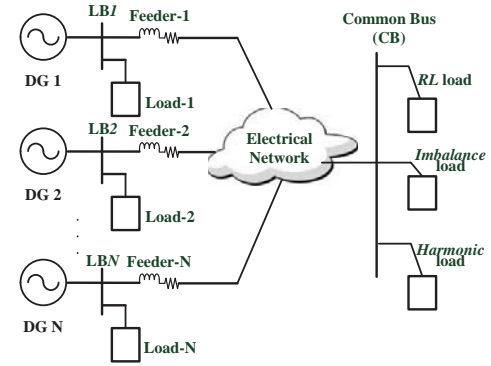 LB1 Feeder-1
DG 1
Load-1
LB2 Feeder-2
DG 2
Load-2
LBN Feeder-N
DG N
Load-N
Electrical
Network
Common Bus
(CB)
RL load
Imbalance
load
Harmonic
load